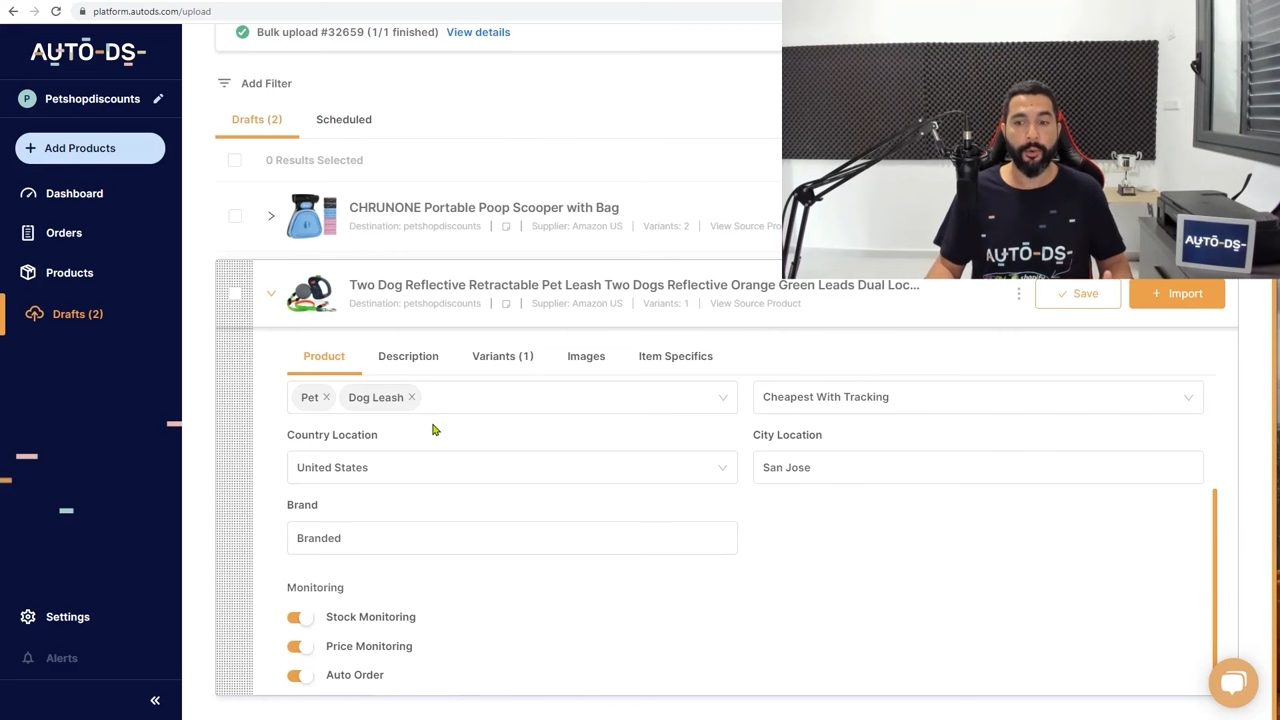 platform.autods.com/upload
AUTO-DS-
P Petshopdiscounts
+ Add Products
Dashboard
Orders
Products
Drafts (2)
Settings
Alerts
Bulk upload #32659 (1/1 finished) View details
Add Filter
Drafts (2) Scheduled
0 Results Selected
CHRUNONE Portable Poop Scooper with Bag
Destination: petshopdiscounts | | Supplier: Amazon US | Variants: 2 | View Source Produ
Two Dog Reflective Retractable Pet Leash Two Dogs Reflective Orange Green Leads Dual Loc...
Destination: petshopdiscounts | | Supplier: Amazon US | Variants: 1 | View Source Product
Save + Import
Product Description Variants (1) Images Item Specifics
Pet × Dog Leash × Cheapest With Tracking
Country Location City Location
United States San Jose
Brand
Branded
Monitoring
Stock Monitoring
Price Monitoring
Auto Order
AUTO-DS-
shopify
AUTO-DS-